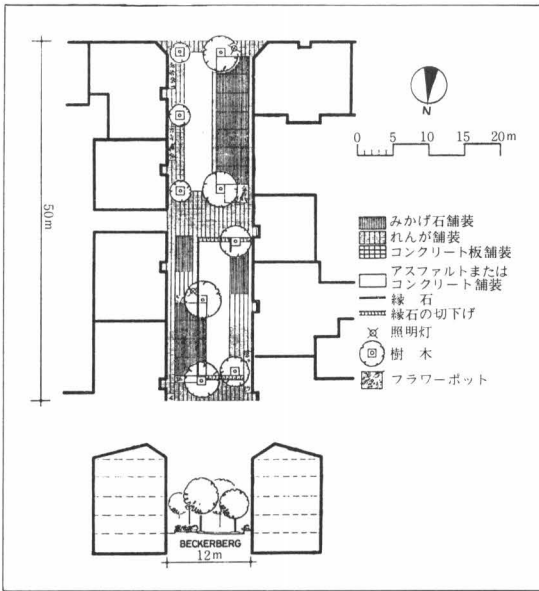 50m
N
0 5 10 15 20m
みかげ石舗装
れんが舗装
コンクリート板舗装
アスファルトまたは
コンクリート舗装
縁石
縁石の切下げ
照明灯
樹木
フラワーポット
BECKERBERG
12m